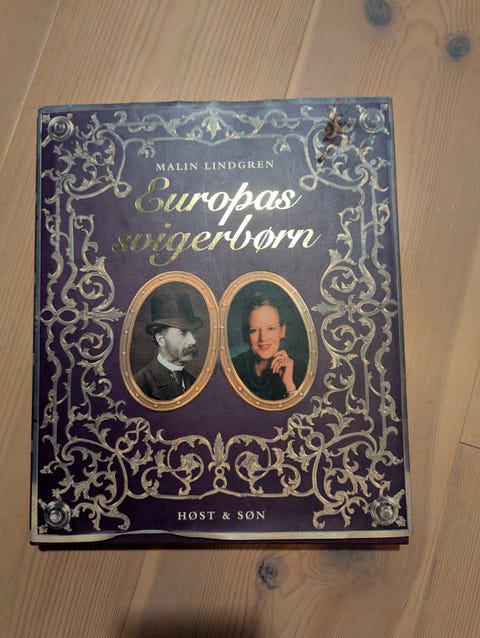 MALIN LINDGREN
Europas
svigerbørn
HØST & SØN